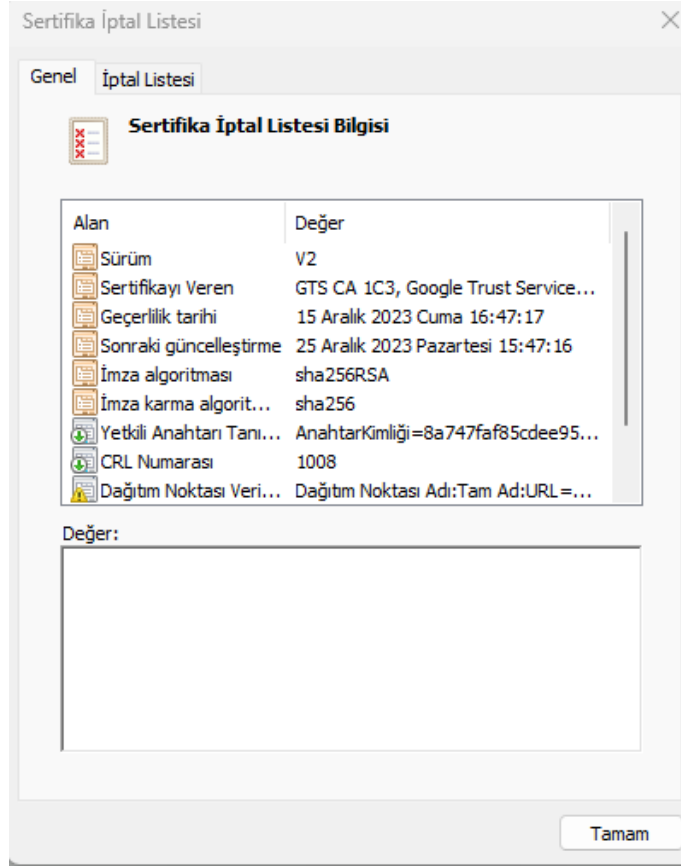 Sertifika İptal Listesi
Genel İptal Listesi
Sertifika İptal Listesi Bilgisi
Alan Değer
Sürüm V2
Sertifikayı Veren GTS CA 1C3, Google Trust Service...
Geçerlilik tarihi 15 Aralık 2023 Cuma 16:47:17
Sonraki güncelleştirme 25 Aralık 2023 Pazartesi 15:47:16
İmza algoritması sha256RSA
İmza karma algorit... sha256
Yetkili Anahtarı Tanı... AnahtarKimliği=8a747faf85cdee95...
CRL Numarası 1008
Dağıtım Noktası Veri... Dağıtım Noktası Adı:Tam Ad:URL=...
Değer:
Tamam